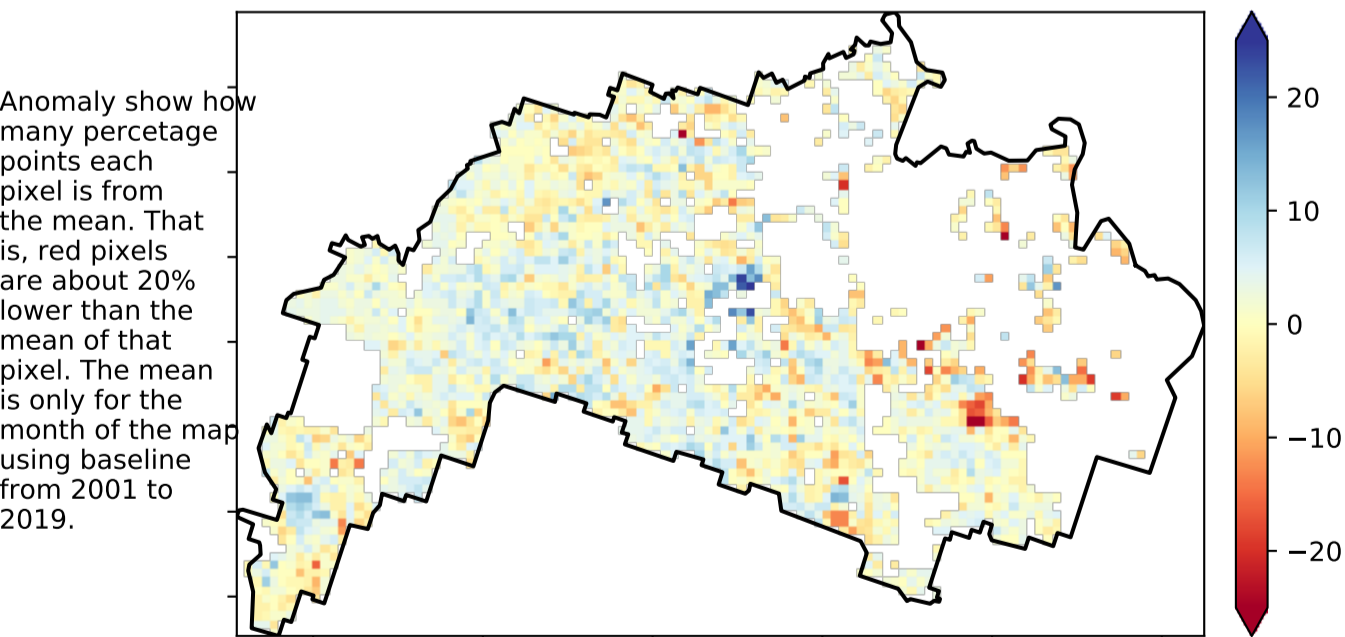 Anomaly show how
many percetage
points each
pixel is from
the mean. That
is, red pixels
are about 20%
lower than the
mean of that
pixel. The mean
is only for the
month of the map
using baseline
from 2001 to
2019.
20
10
0
−10
−20